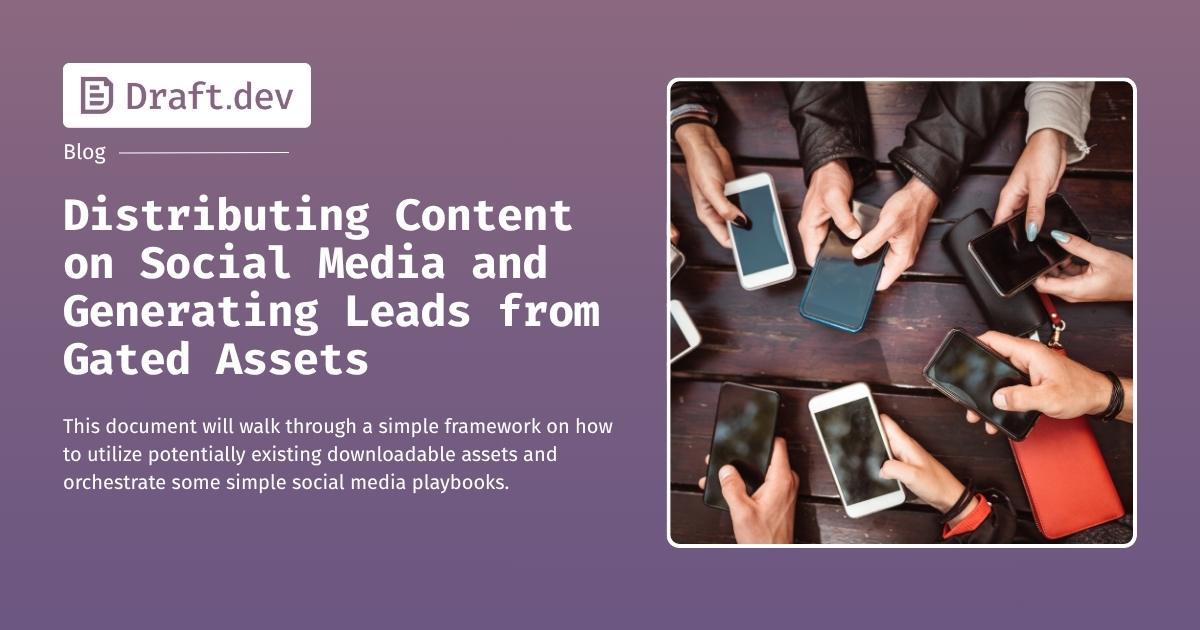 Draft.dev
Blog
Distributing Content
on Social Media and
Generating Leads from
Gated Assets
This document will walk through a simple framework on how
to utilize potentially existing downloadable assets and
orchestrate some simple social media playbooks.